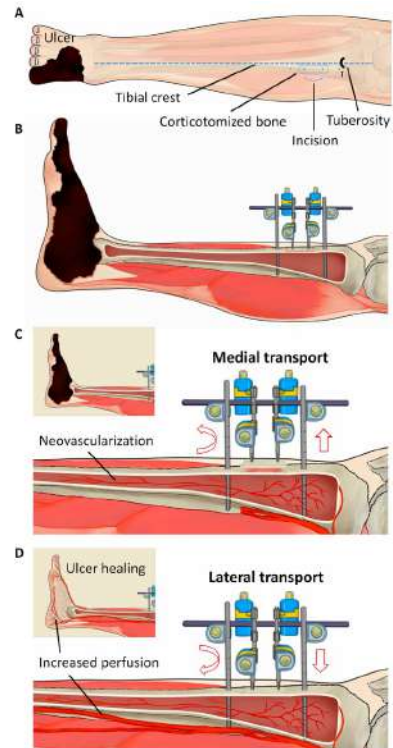 A
Ulcer
Tibial crest
Tuberosity
Corticotomized bone
Incision
B
C
Medial transport
Neovascularization
D
Ulcer healing
Lateral transport
Increased perfusion